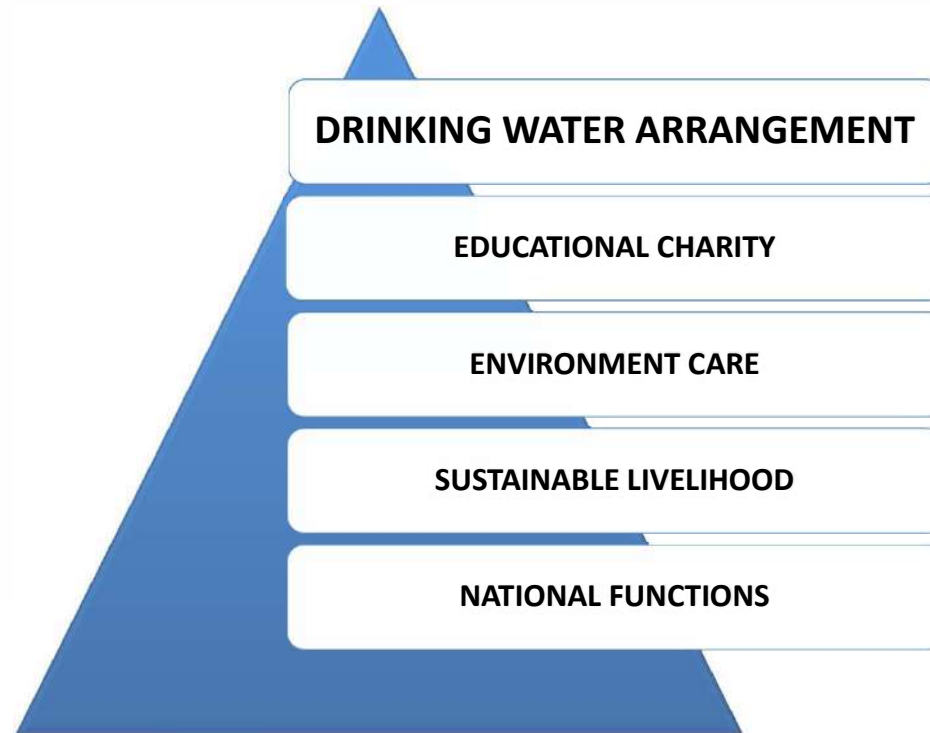 DRINKING WATER ARRANGEMENT
EDUCATIONAL CHARITY
ENVIRONMENT CARE
SUSTAINABLE LIVELIHOOD
NATIONAL FUNCTIONS